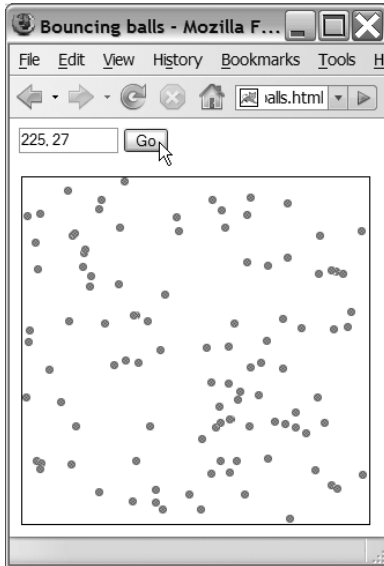 Bouncing balls - Mozilla F...
File Edit View History Bookmarks Tools H
alls.html
225, 27 Go